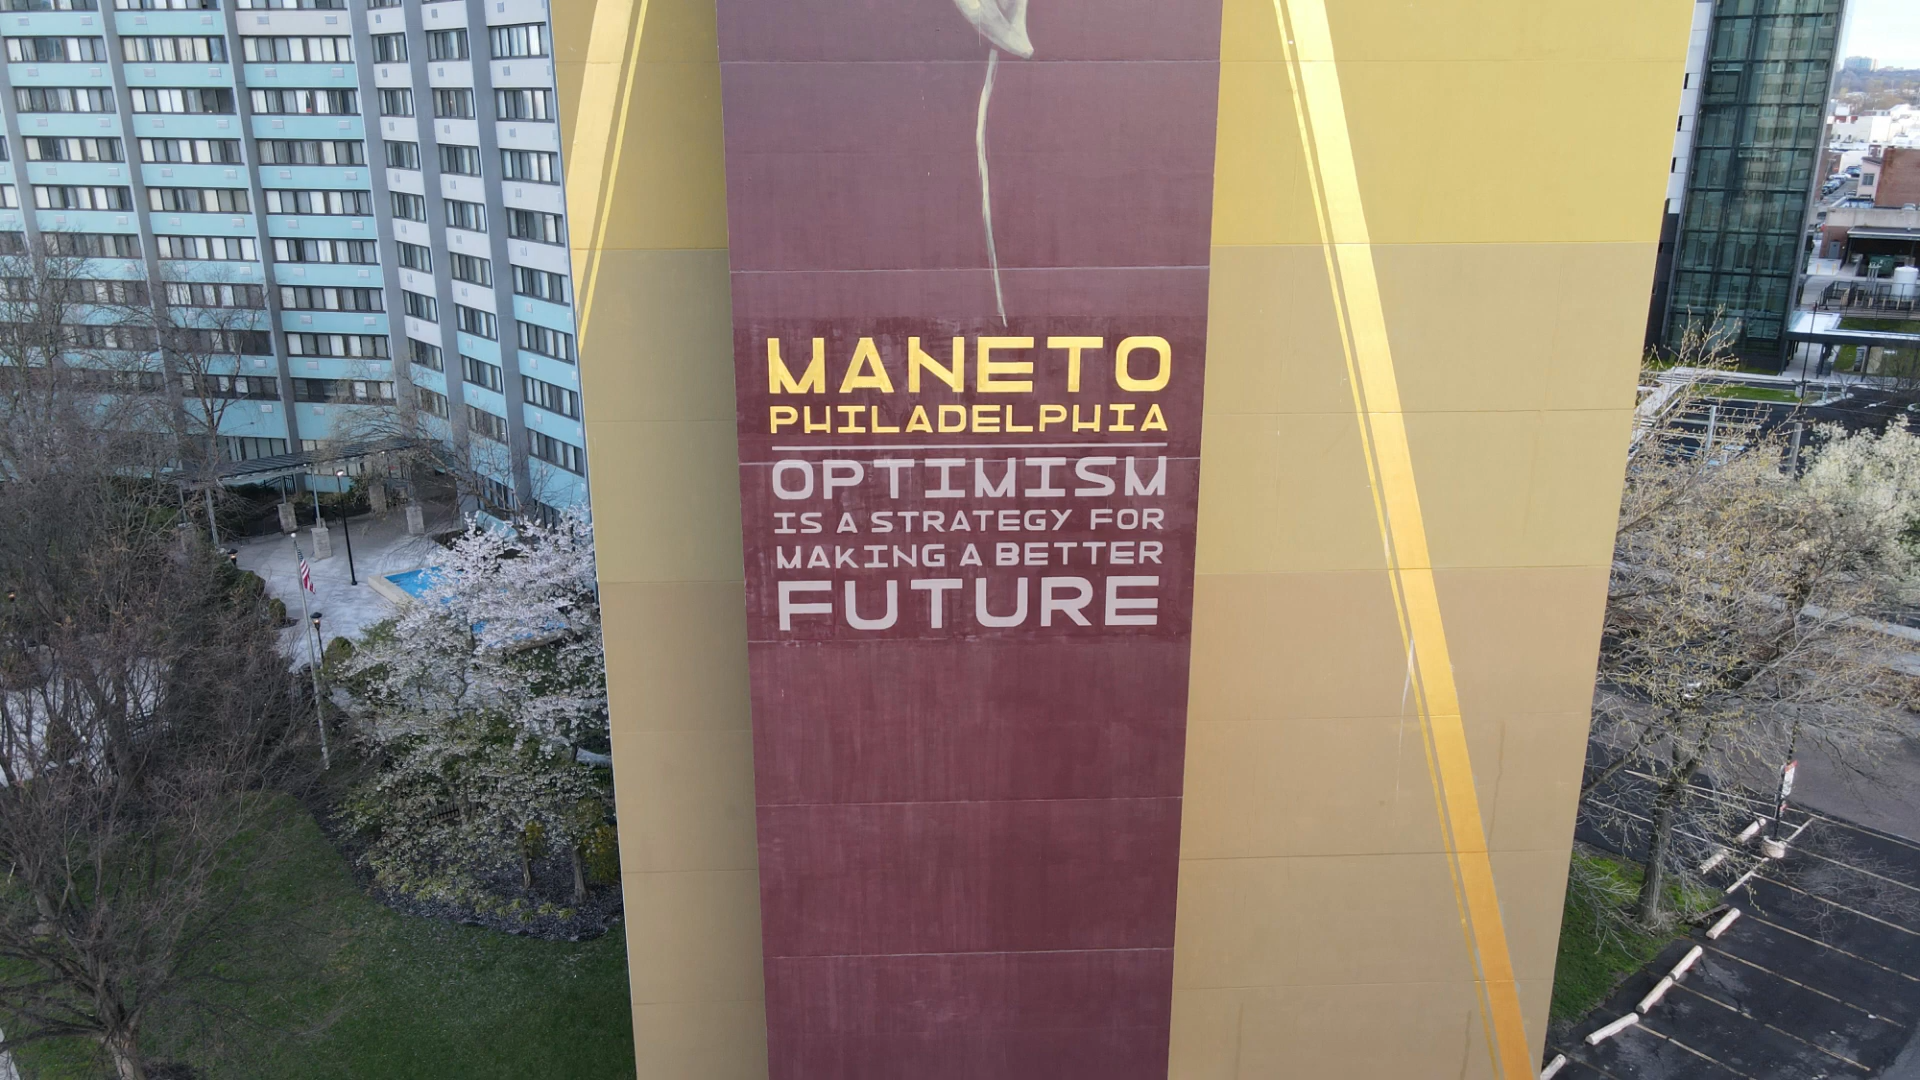 MANETO
PHILADELPHIA
OPTIMISM
IS A STRATEGY FOR
MAKING A BETTER
FUTURE